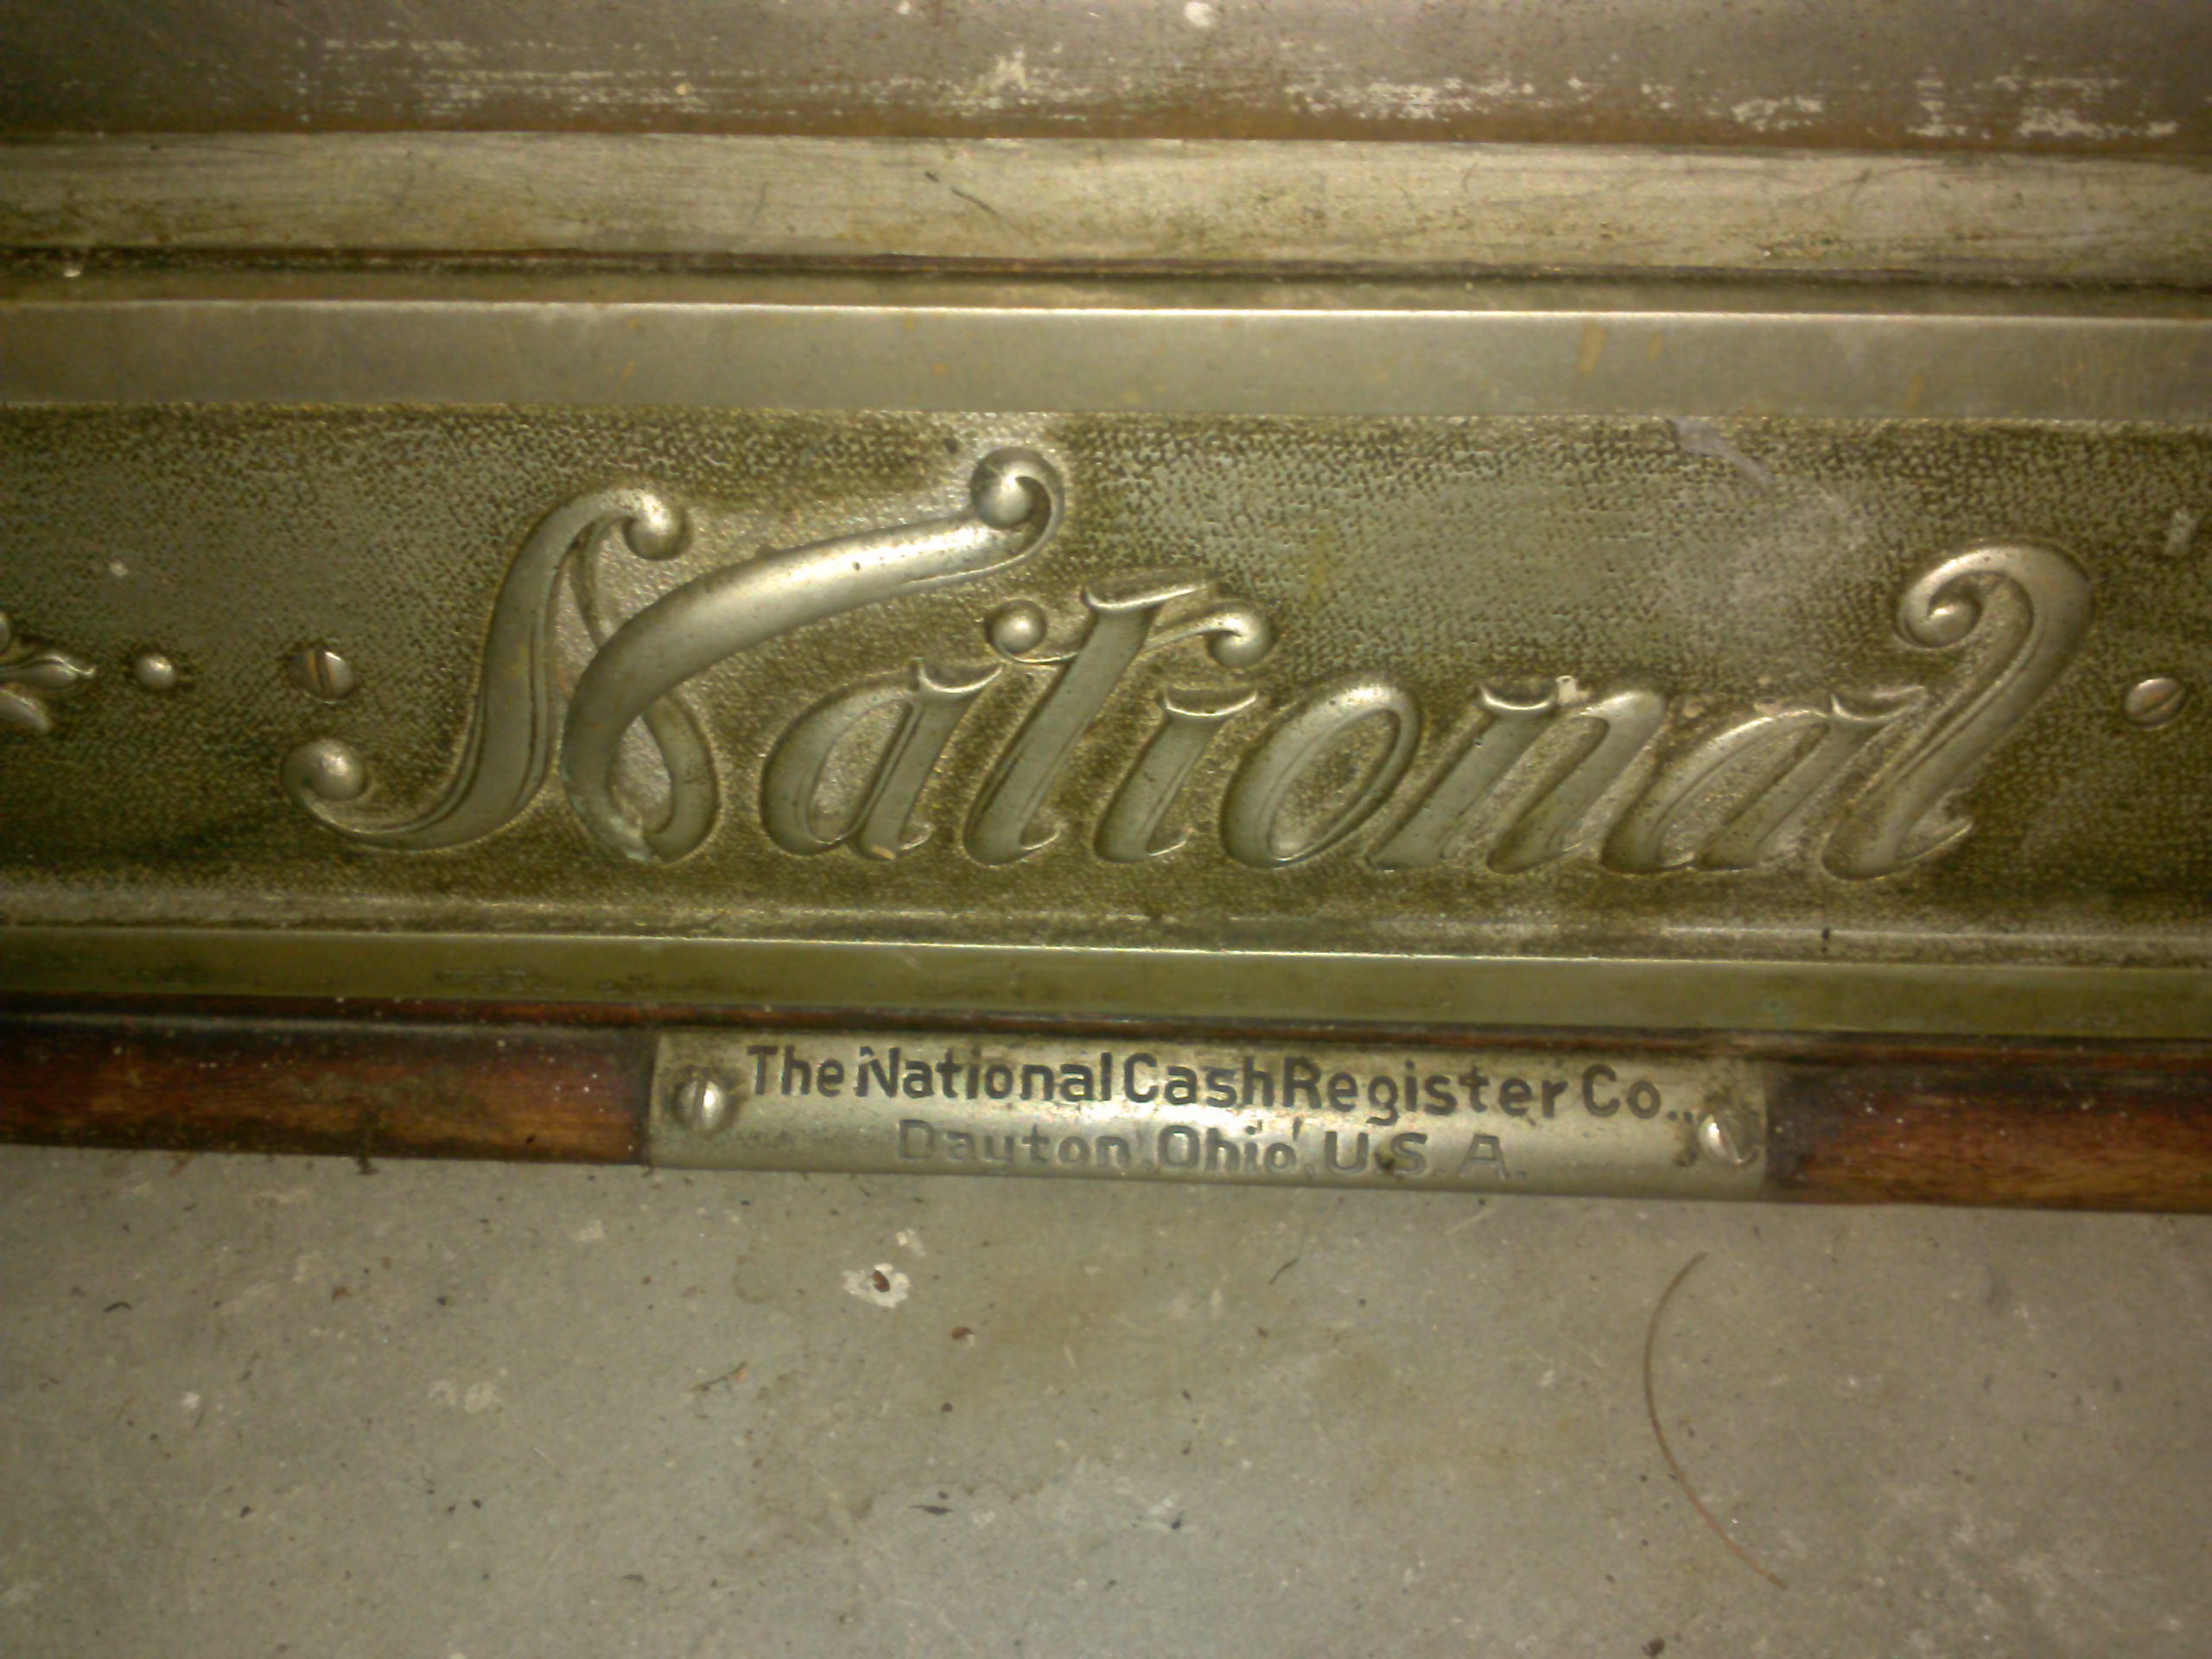 National
The National Cash Register Co.,
Dayton, Ohio, U.S.A.